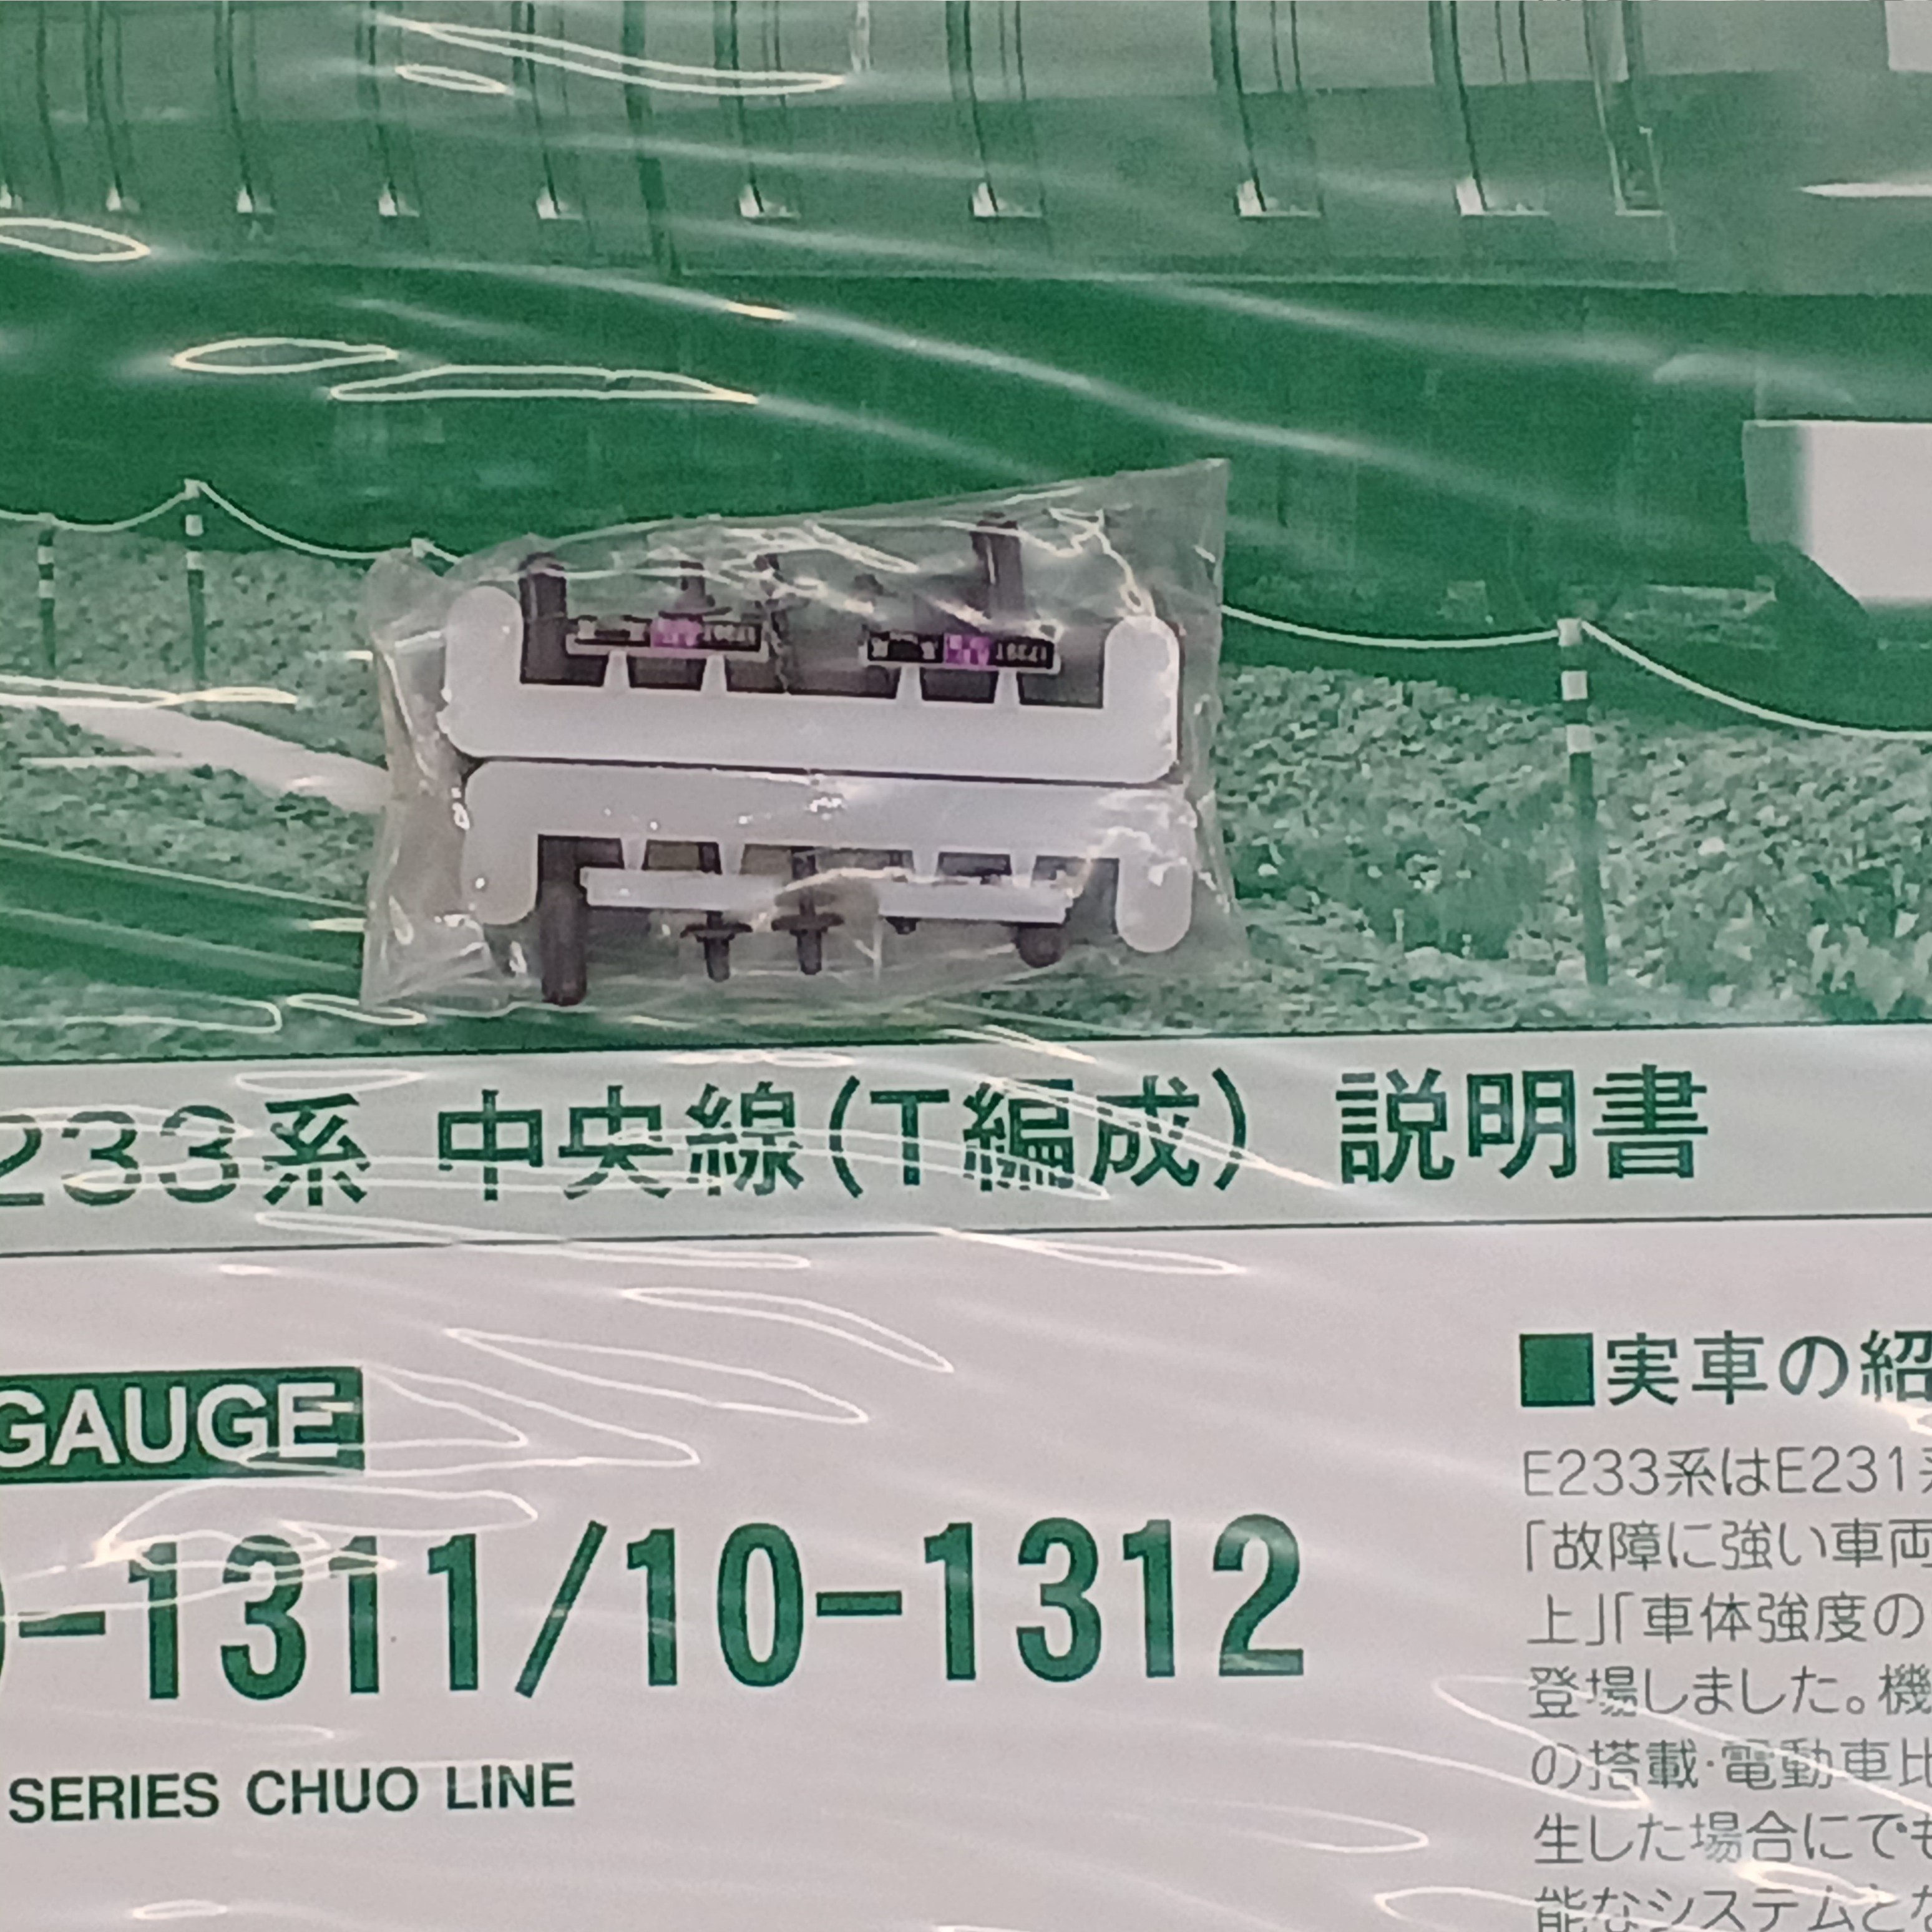 233系 中央線(T編成) 説明書
GAUGE
-1311/10-1312
SERIES CHUO LINE
■実車の紹
E233系はE231系
「故障に強い車両
上」「車体強度の
登場しました。機
の搭載・電動車比
生した場合にでも
能なシステムとな